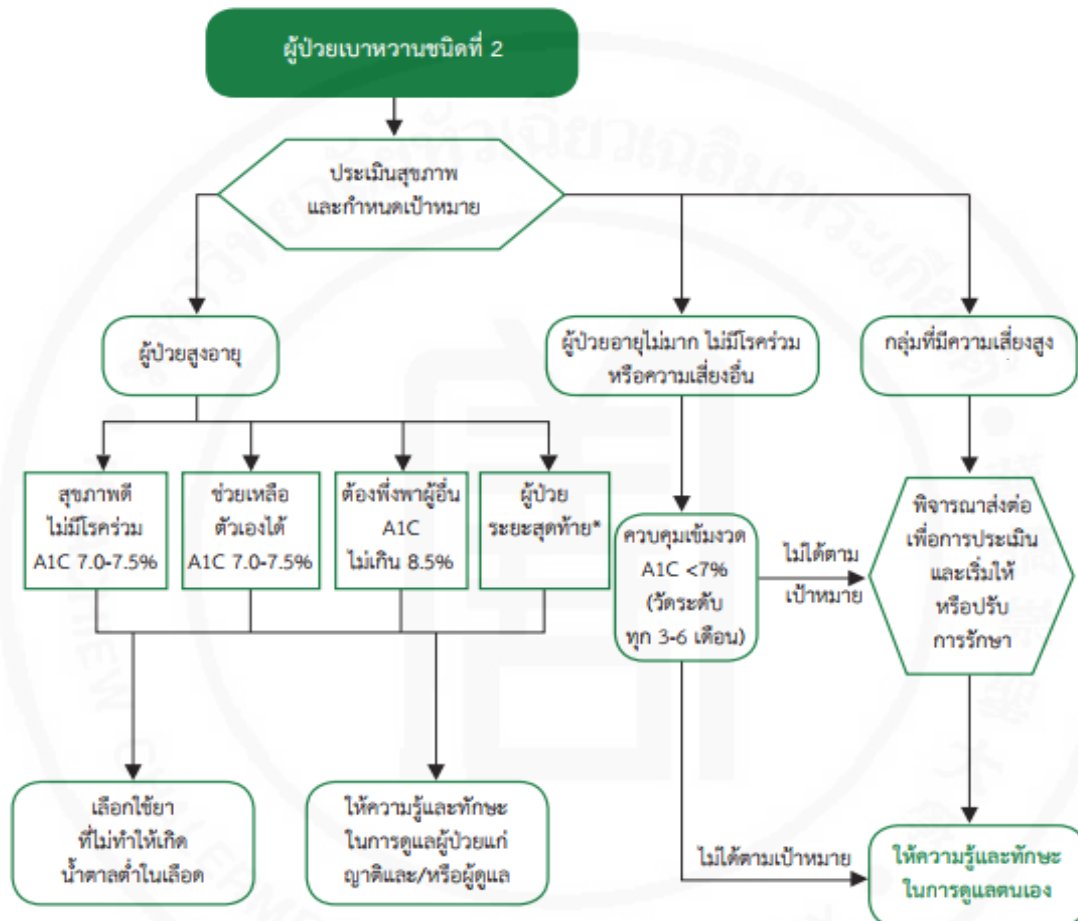 ผู้ป่วยเบาหวานชนิดที่ 2
ประเมินสุขภาพ
และกำหนดเป้าหมาย
ผู้ป่วยสูงอายุ
ผู้ป่วยอายุไม่มาก ไม่มีโรคร่วม
หรือความเสี่ยงอื่น
กลุ่มที่มีความเสี่ยงสูง
สุขภาพดี
ไม่มีโรคร่วม
A1C 7.0-7.5%
ช่วยเหลือ
ตัวเองได้
A1C 7.0-7.5%
ต้องพึ่งพาผู้อื่น
A1C
ไม่เกิน 8.5%
ผู้ป่วย
ระยะสุดท้าย*
ควบคุมเข้มงวด
A1C <7%
(วัดระดับ
ทุก 3-6 เดือน)
ไม่ได้ตาม
เป้าหมาย
พิจารณาส่งต่อ
เพื่อการประเมิน
และเริ่มให้
หรือปรับ
การรักษา
เลือกใช้ยา
ที่ไม่ทำให้เกิด
น้ำตาลต่ำในเลือด
ให้ความรู้และทักษะ
ในการดูแลผู้ป่วยแก่
ญาติและ/หรือผู้ดูแล
ไม่ได้ตามเป้าหมาย
ให้ความรู้และทักษะ
ในการดูแลตนเอง